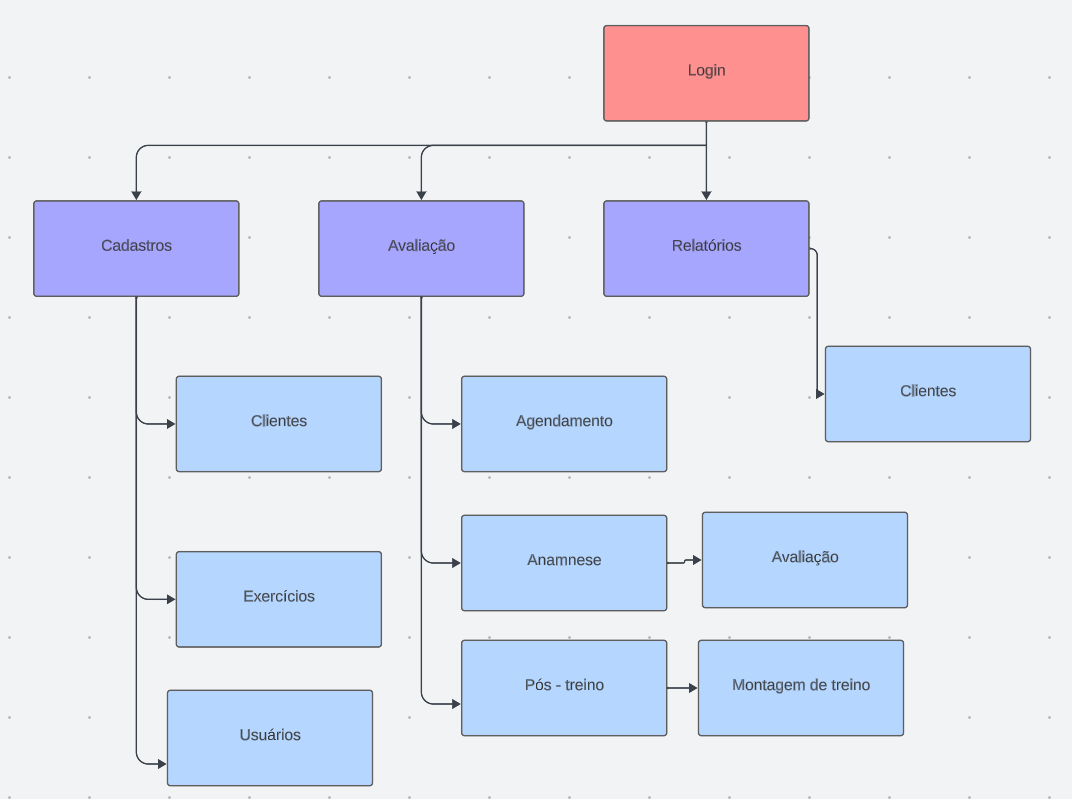 Login
Cadastros
Avaliação
Relatórios
Clientes
Clientes
Agendamento
Anamnese
Avaliação
Exercícios
Pós - treino
Montagem de treino
Usuários